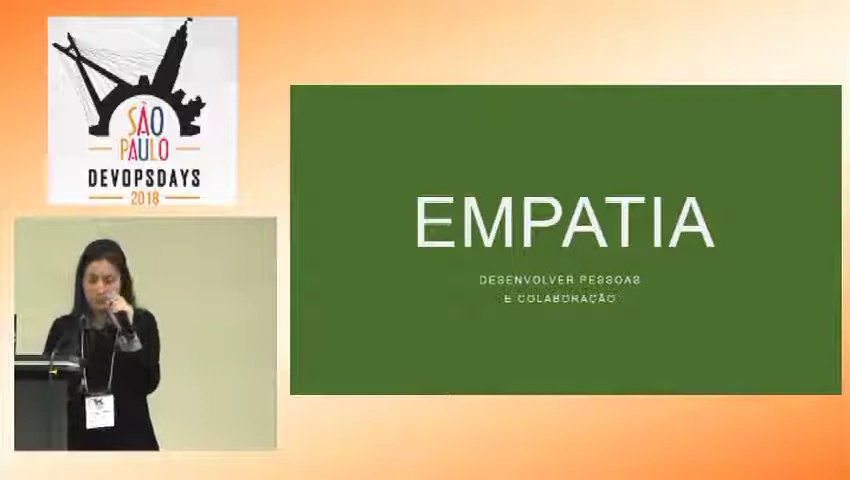 SÃO
PAULO
DEVOPSDAYS
2018
EMPATIA
DESENVOLVER PESSOAS
E COLABORAÇÃO